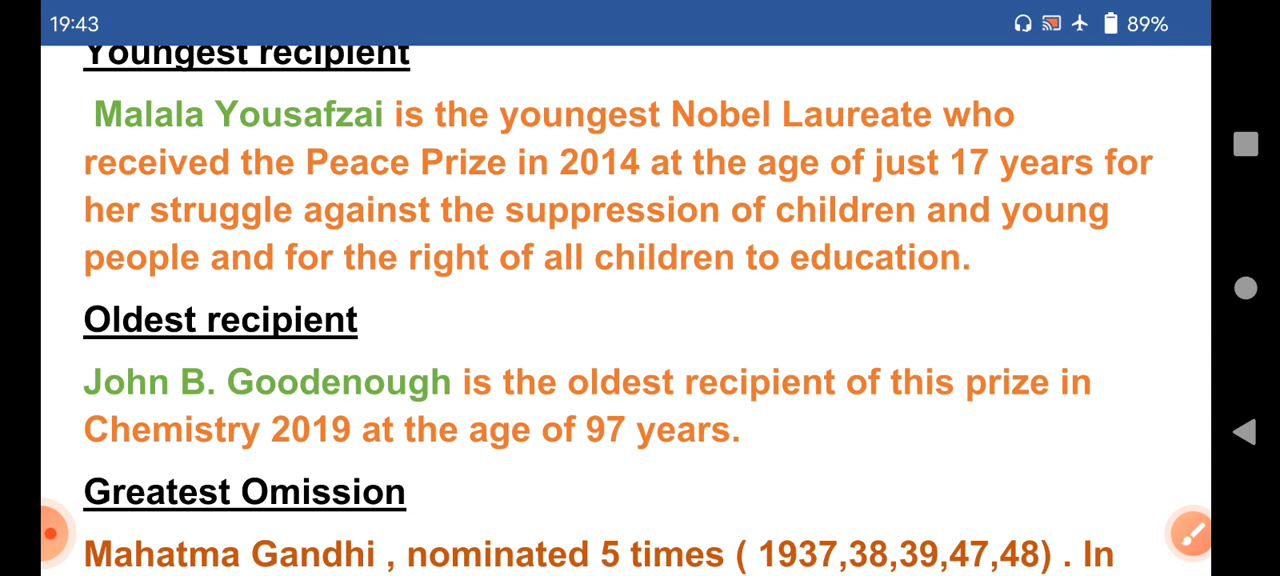 19:43
89%
Youngest recipient
Malala Yousafzai is the youngest Nobel Laureate who
received the Peace Prize in 2014 at the age of just 17 years for
her struggle against the suppression of children and young
people and for the right of all children to education.
Oldest recipient
John B. Goodenough is the oldest recipient of this prize in
Chemistry 2019 at the age of 97 years.
Greatest Omission
Mahatma Gandhi , nominated 5 times ( 1937,38,39,47,48) . In